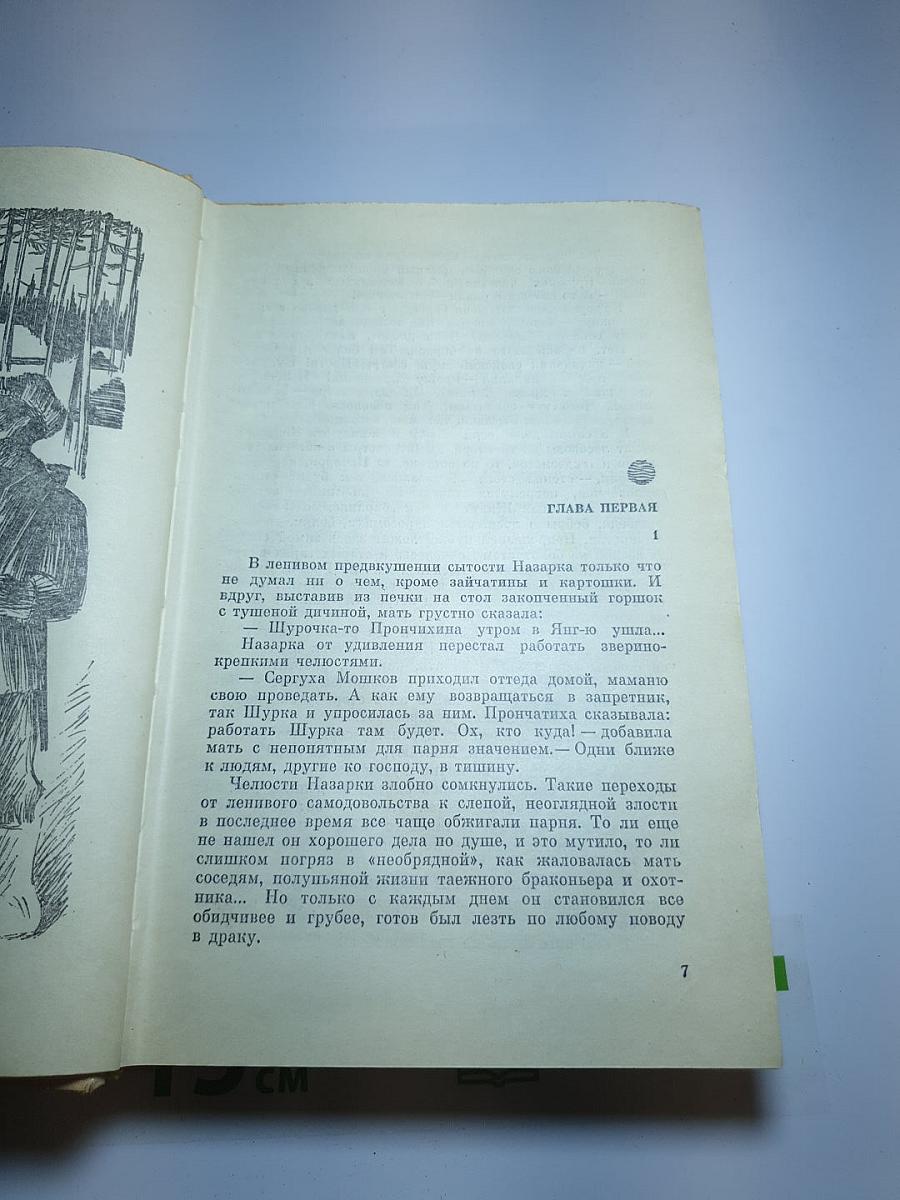 ГЛАВА ПЕРВАЯ
1
В ленивом предвкушении сытости Назарка только что
не думал ни о чем, кроме зайчатины и картошки. И
вдруг, выставив из печки на стол закопченный горшок
с тушеной дичиной, мать грустно сказала:
— Шурочка-то Прончихина утром в Янг-ю ушла...
Назарка от удивления перестал работать зверино-
крепкими челюстями.
— Сергуха Мошков приходил оттеда домой, маманю
свою проведать. А как ему возвращаться в запретник,
так Шурка и упросилась за ним. Прончатиха сказывала:
работать Шурка там будет. Ох, кто куда! — добавила
мать с непонятным для парня значением.— Одни ближе
к людям, другие ко господу, в тишину.
Челюсти Назарки злобно сомкнулись. Такие переходы
от ленивого самодовольства к слепой, неоглядной злости
в последнее время все чаще обжигали парня. То ли еще
не нашел он хорошего дела по душе, и это мутило, то ли
слишком погряз в «необрядной», как жаловалась мать
соседям, полупьяной жизни таежного браконьера и охот-
ника... Но только с каждым днем он становился все
обидчивее и грубее, готов был лезть по любому поводу
в драку.
7
15 см